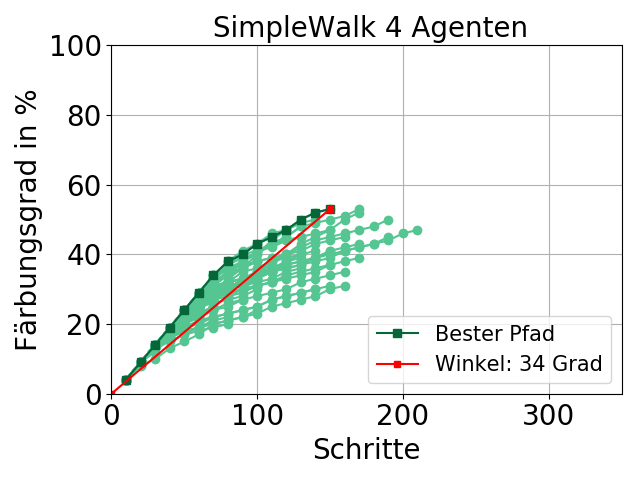 SimpleWalk 4 Agenten
Färbungsgrad in %
100
80
60
40
20
0
0 100 200 300
Schritte
Bester Pfad
Winkel: 34 Grad